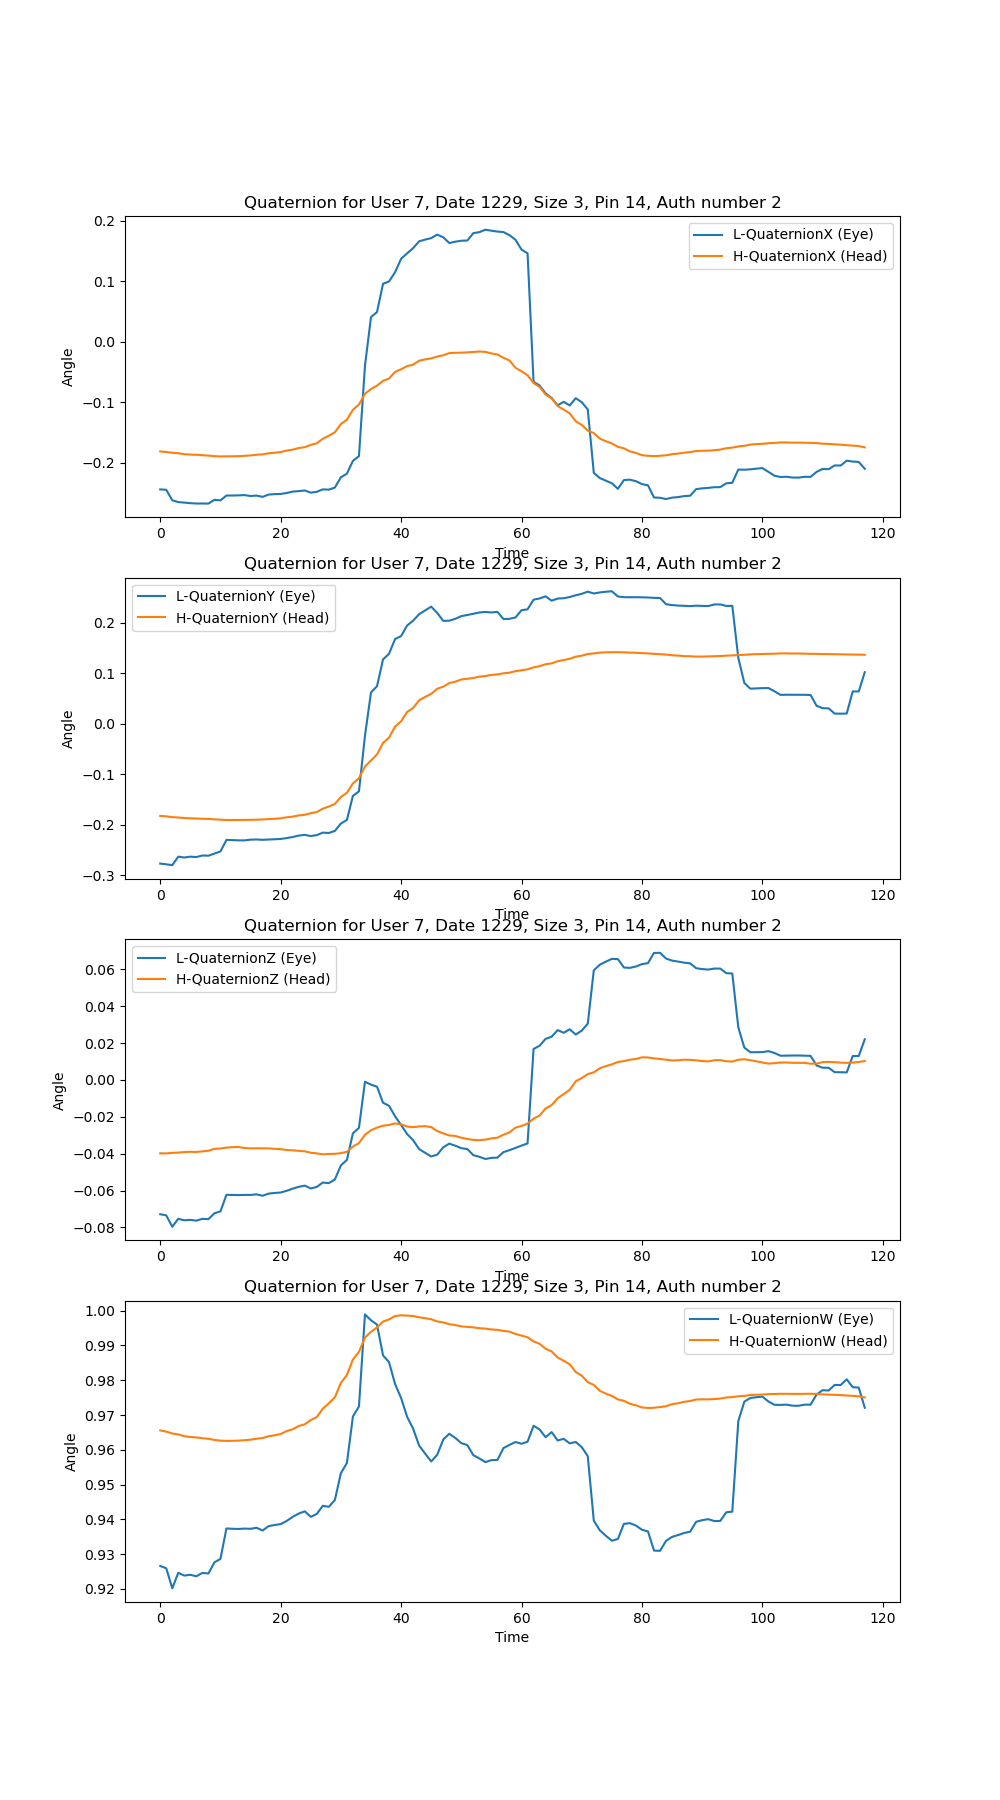 Quaternion for User 7, Date 1229, Size 3, Pin 14, Auth number 2
L-QuaternionX (Eye)
H-QuaternionX (Head)
Angle
0.2
0.1
0.0
−0.1
−0.2
0 20 40 60 80 100 120
Time
Quaternion for User 7, Date 1229, Size 3, Pin 14, Auth number 2
L-QuaternionY (Eye)
H-QuaternionY (Head)
Angle
0.2
0.1
0.0
−0.1
−0.2
−0.3
0 20 40 60 80 100 120
Time
Quaternion for User 7, Date 1229, Size 3, Pin 14, Auth number 2
L-QuaternionZ (Eye)
H-QuaternionZ (Head)
Angle
0.06
0.04
0.02
0.00
−0.02
−0.04
−0.06
−0.08
0 20 40 60 80 100 120
Time
Quaternion for User 7, Date 1229, Size 3, Pin 14, Auth number 2
L-QuaternionW (Eye)
H-QuaternionW (Head)
Angle
1.00
0.99
0.98
0.97
0.96
0.95
0.94
0.93
0.92
0 20 40 60 80 100 120
Time